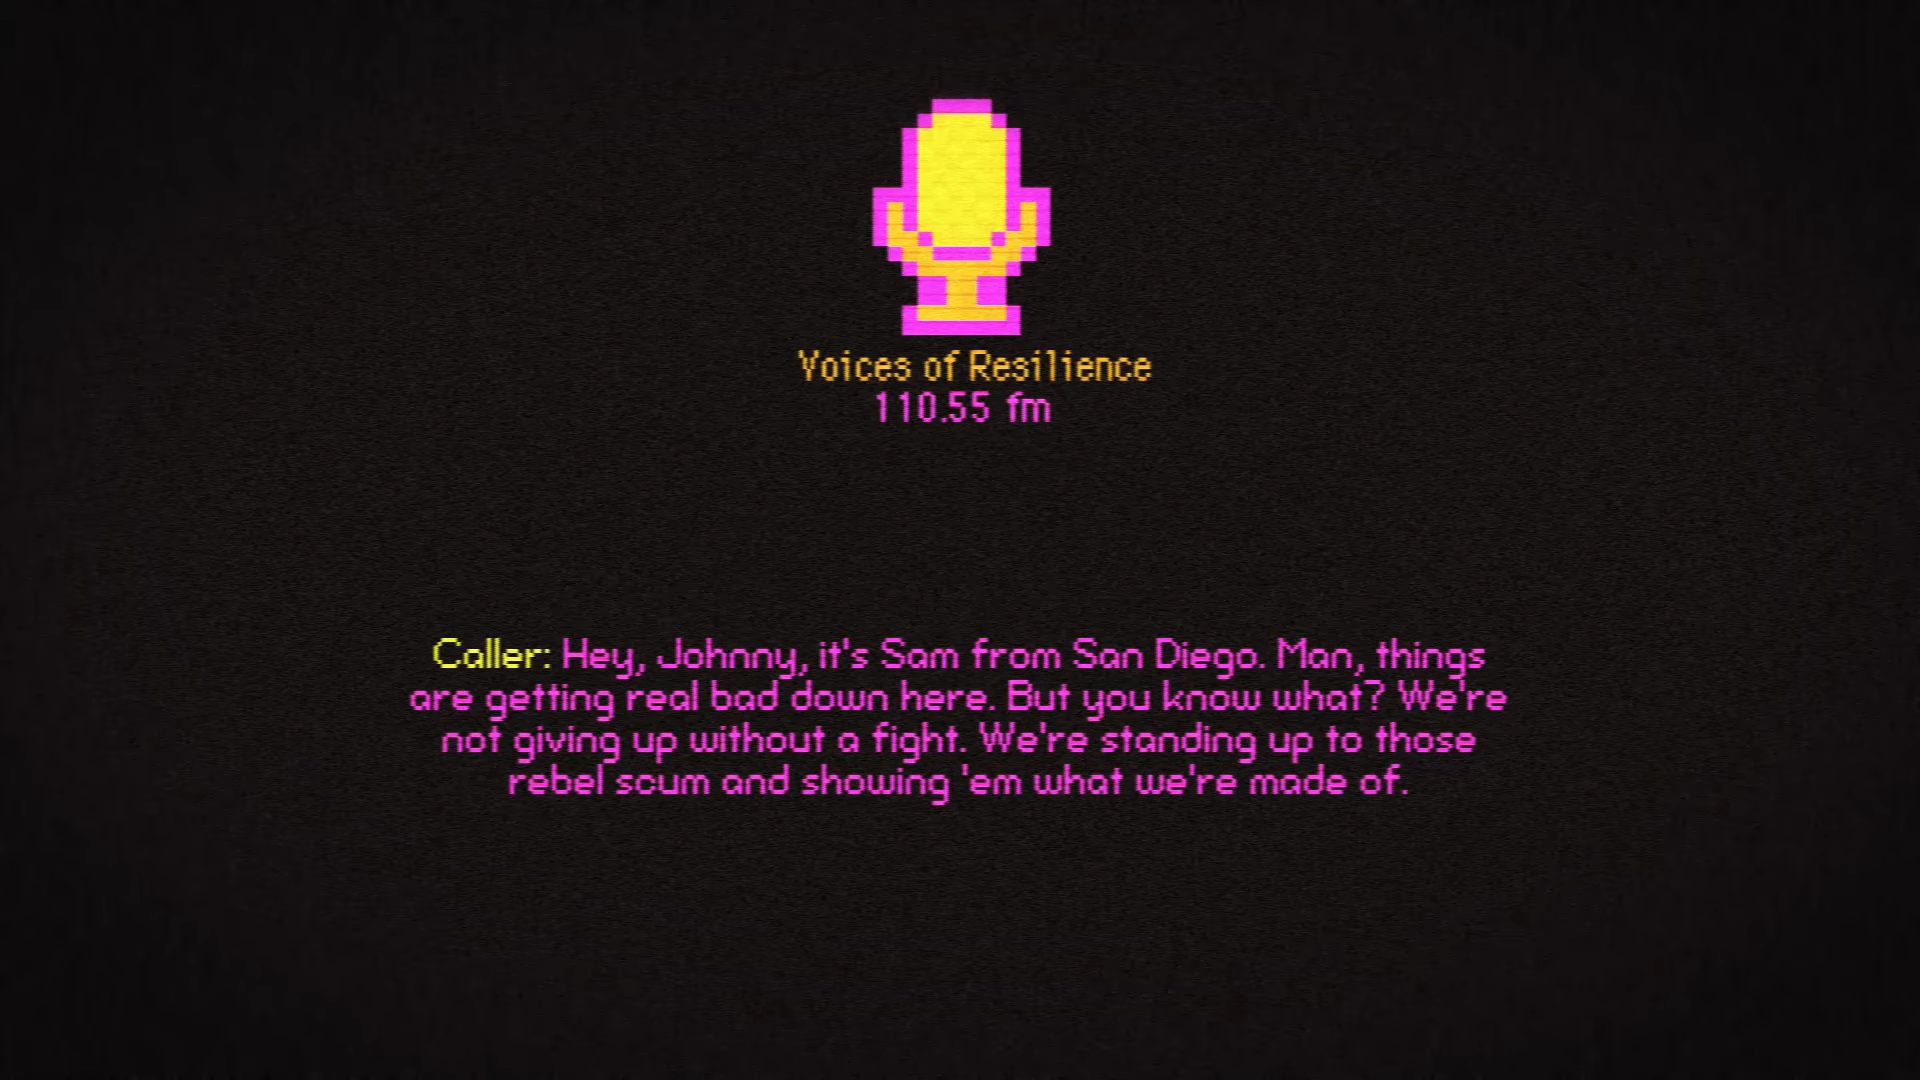 Voices of Resilience
110.55 fm
Caller: Hey, Johnny, it's Sam from San Diego. Man, things
are getting real bad down here. But you know what? We're
not giving up without a fight. We're standing up to those
rebel scum and showing 'em what we're made of.